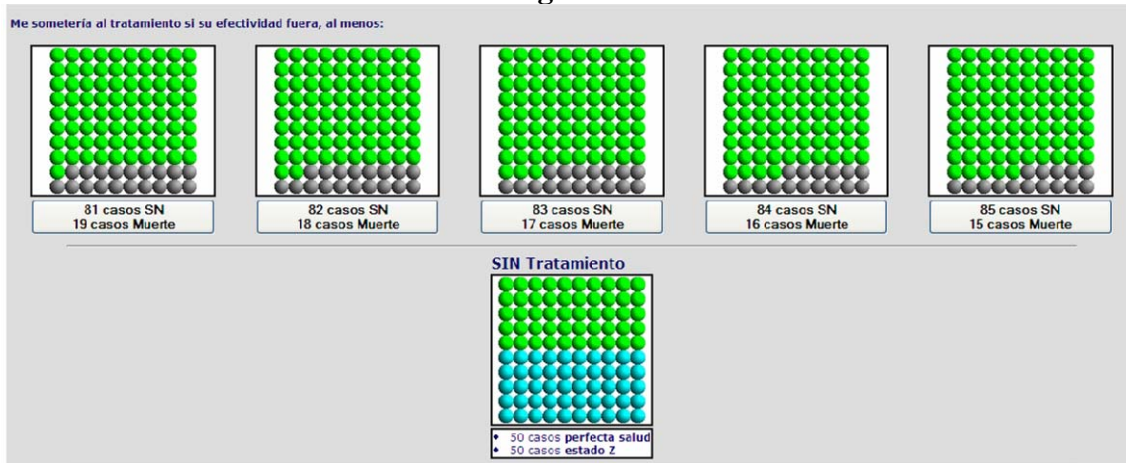 Me sometería al tratamiento si su efectividad fuera, al menos:
81 casos SN
19 casos Muerte
82 casos SN
18 casos Muerte
83 casos SN
17 casos Muerte
84 casos SN
16 casos Muerte
85 casos SN
15 casos Muerte
SIN Tratamiento
• 50 casos perfecta salud
• 50 casos estado Z